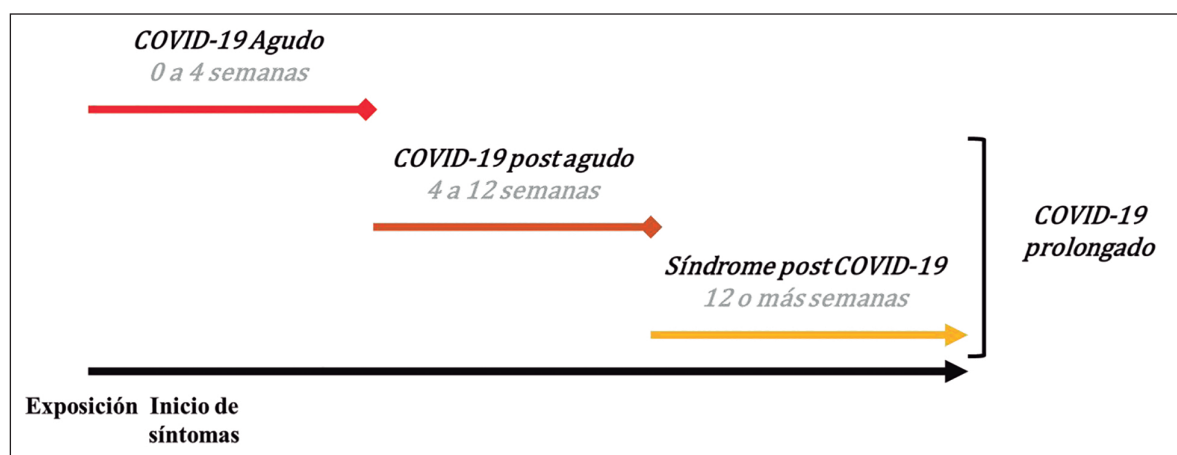 COVID-19 Agudo
0 a 4 semanas
COVID-19 post agudo
4 a 12 semanas
Síndrome post COVID-19
12 o más semanas
COVID-19
prolongado
Exposición
Inicio de
síntomas